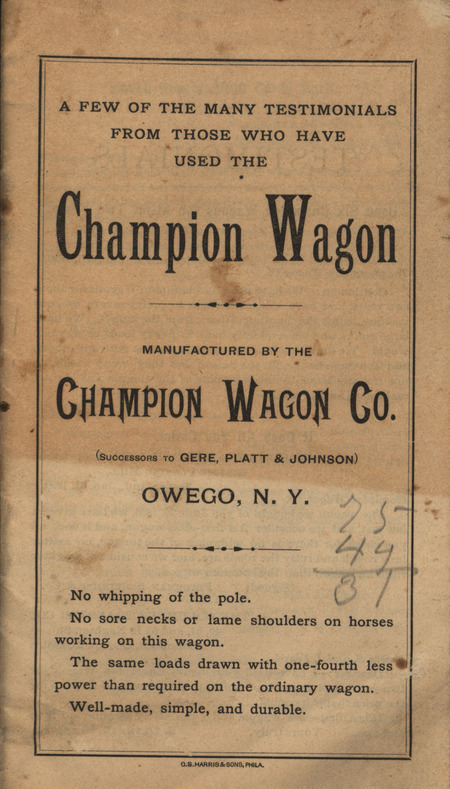 A FEW OF THE MANY TESTIMONIALS
FROM THOSE WHO HAVE
USED THE
Champion Wagon
MANUFACTURED BY THE
CHAMPION WAGON CO.
(SUCCESSORS TO GERE, PLATT & JOHNSON)
OWEGO, N. Y.
75
44
31
No whipping of the pole.
No sore necks or lame shoulders on horses
working on this wagon.
The same loads drawn with one-fourth less
power than required on the ordinary wagon.
Well-made, simple, and durable.
G.S. HARRIS & SONS, PHILA.